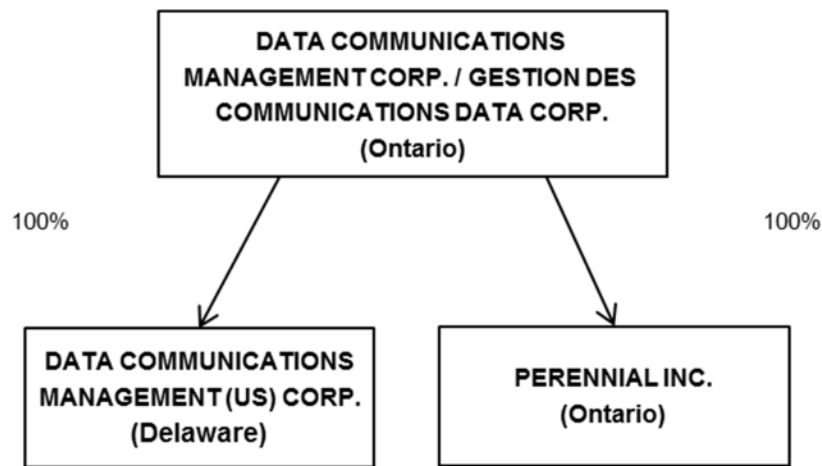 DATA COMMUNICATIONS
MANAGEMENT CORP. / GESTION DES
COMMUNICATIONS DATA CORP.
(Ontario)
100%
100%
DATA COMMUNICATIONS
MANAGEMENT (US) CORP.
(Delaware)
PERENNIAL INC.
(Ontario)